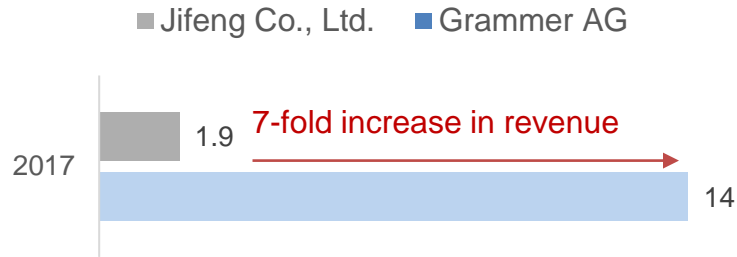 Jifeng Co., Ltd. Grammer AG
1.9 7-fold increase in revenue
2017
14